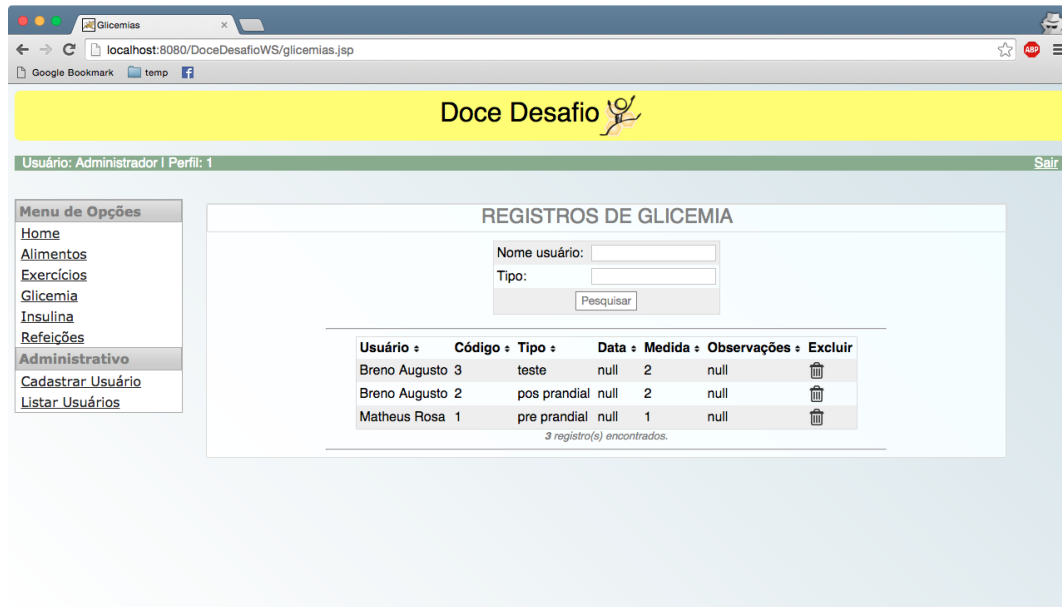 Glicemias
localhost:8080/DoceDesafioWS/glicemias.jsp
ABP
Google Bookmark temp f
Doce Desafio
Usuário: Administrador | Perfil: 1 Sair
Menu de Opções
Home
Alimentos
Exercícios
Glicemia
Insulina
Refeições
Administrativo
Cadastrar Usuário
Listar Usuários
REGISTROS DE GLICEMIA
Nome usuário:
Tipo:
Pesquisar
Usuário Código Tipo Data Medida Observações Excluir
Breno Augusto 3 teste null 2 null
Breno Augusto 2 pos prandial null 2 null
Matheus Rosa 1 pre prandial null 1 null
3 registro(s) encontrados.